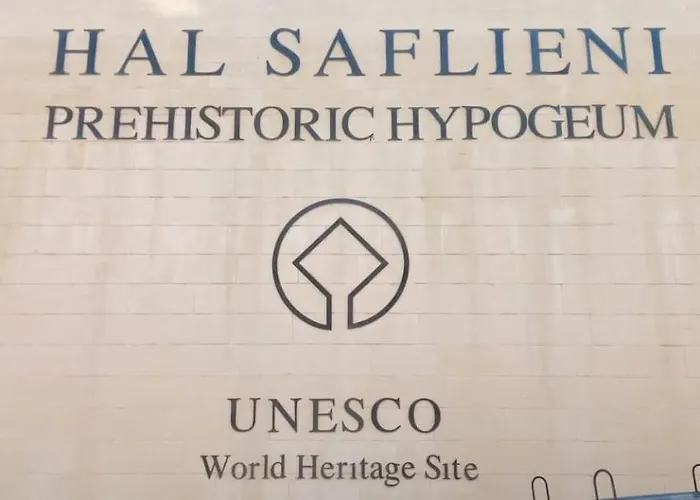 HAL SAFLIENI
PREHISTORIC HYPOGEUM
UNESCO
World Heritage Site